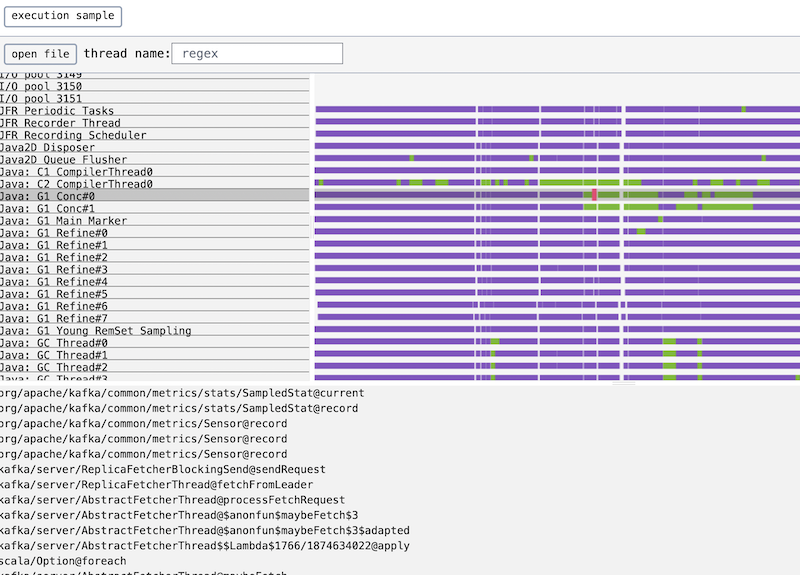 execution sample
open file thread name: regex
I/O pool 3149
I/O pool 3150
I/O pool 3151
JFR Periodic Tasks
JFR Recorder Thread
JFR Recording Scheduler
Java2D Disposer
Java2D Queue Flusher
Java: C1 CompilerThread0
Java: C2 CompilerThread0
Java: G1 Conc#0
Java: G1 Conc#1
Java: G1 Main Marker
Java: G1 Refine#0
Java: G1 Refine#1
Java: G1 Refine#2
Java: G1 Refine#3
Java: G1 Refine#4
Java: G1 Refine#5
Java: G1 Refine#6
Java: G1 Refine#7
Java: G1 Young RemSet Sampling
Java: GC Thread#0
Java: GC Thread#1
Java: GC Thread#2
Java: GC Thread#3
org/apache/kafka/common/metrics/stats/SampledStat@current
org/apache/kafka/common/metrics/stats/SampledStat@record
org/apache/kafka/common/metrics/Sensor@record
org/apache/kafka/common/metrics/Sensor@record
org/apache/kafka/common/metrics/Sensor@record
kafka/server/ReplicaFetcherBlockingSend@sendRequest
kafka/server/ReplicaFetcherThread@fetchFromLeader
kafka/server/AbstractFetcherThread@processFetchRequest
kafka/server/AbstractFetcherThread@$anonfun$maybeFetch$3
kafka/server/AbstractFetcherThread@$anonfun$maybeFetch$3$adapted
kafka/server/AbstractFetcherThread$$Lambda$1766/1874634022@apply
scala/Option@foreach
kafka/server/AbstractFetcherThread@maybeFetch